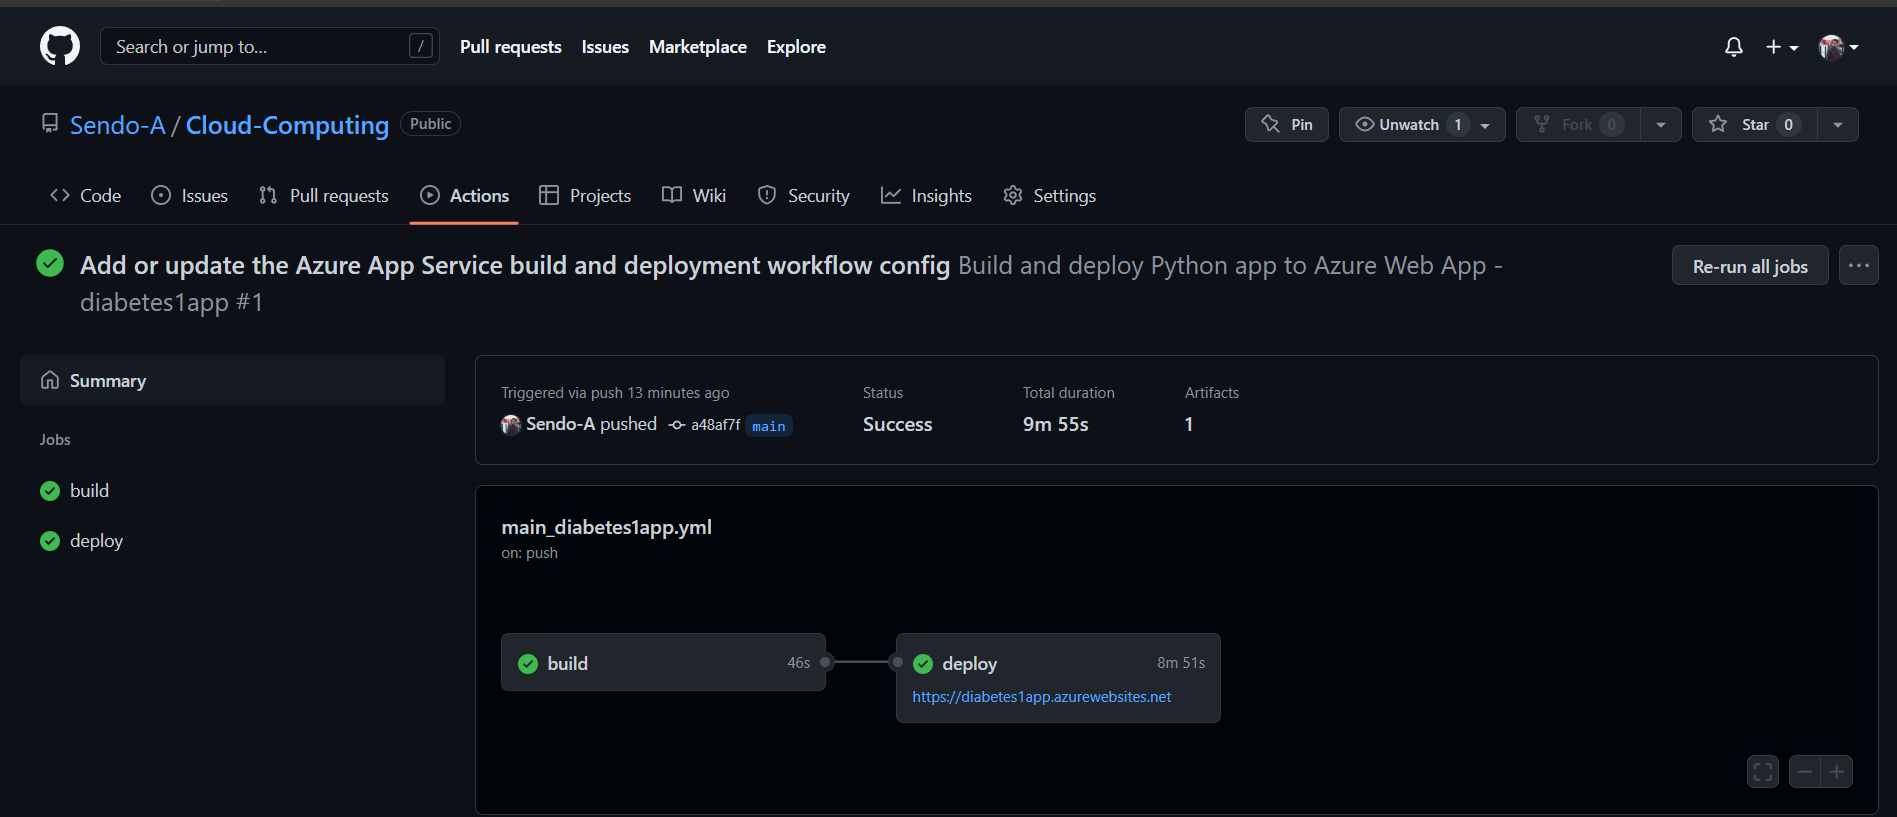 Search or jump to... /
Pull requests Issues Marketplace Explore
Sendo-A / Cloud-Computing Public
Pin Unwatch 1 Fork 0 Star 0
Code Issues Pull requests Actions Projects Wiki Security Insights Settings
Add or update the Azure App Service build and deployment workflow config Build and deploy Python app to Azure Web App -
diabetes1app #1
Re-run all jobs
Summary
Jobs
build
deploy
Triggered via push 13 minutes ago
Sendo-A pushed a48af7f main
Status
Success
Total duration
9m 55s
Artifacts
1
main_diabetes1app.yml
on: push
build 46s
deploy 8m 51s
https://diabetes1app.azurewebsites.net